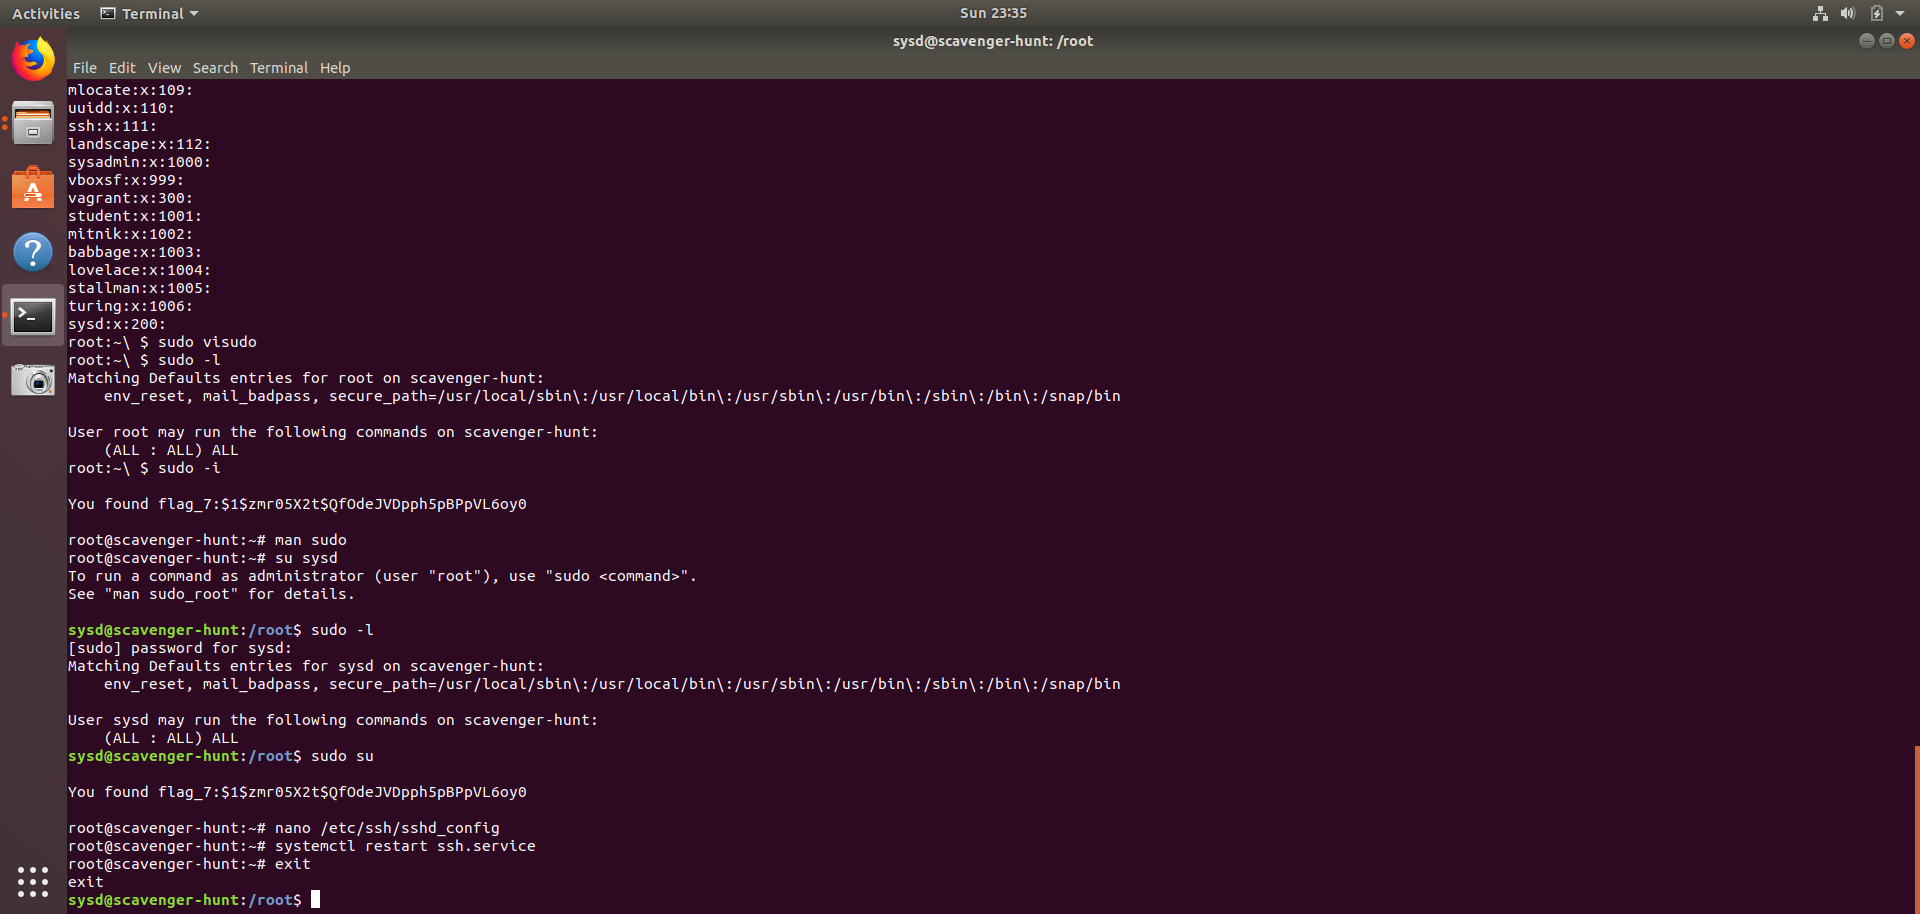 Activities
Terminal
Sun 23:35
sysd@scavenger-hunt: /root
File Edit View Search Terminal Help
mlocate:x:109:
uuidd:x:110:
ssh:x:111:
landscape:x:112:
sysadmin:x:1000:
vboxsf:x:999:
vagrant:x:300:
student:x:1001:
mitnik:x:1002:
babbage:x:1003:
lovelace:x:1004:
stallman:x:1005:
turing:x:1006:
sysd:x:200:
root:~\ $ sudo visudo
root:~\ $ sudo -l
Matching Defaults entries for root on scavenger-hunt:
    env_reset, mail_badpass, secure_path=/usr/local/sbin\:/usr/local/bin\:/usr/sbin\:/usr/bin\:/sbin\:/bin\:/snap/bin

User root may run the following commands on scavenger-hunt:
    (ALL : ALL) ALL
root:~\ $ sudo -i

You found flag_7:$1$zmr05X2t$QfOdeJVDpph5pBPpVL6oy0

root@scavenger-hunt:~# man sudo
root@scavenger-hunt:~# su sysd
To run a command as administrator (user "root"), use "sudo <command>".
See "man sudo_root" for details.

sysd@scavenger-hunt:/root$ sudo -l
[sudo] password for sysd:
Matching Defaults entries for sysd on scavenger-hunt:
    env_reset, mail_badpass, secure_path=/usr/local/sbin\:/usr/local/bin\:/usr/sbin\:/usr/bin\:/sbin\:/bin\:/snap/bin

User sysd may run the following commands on scavenger-hunt:
    (ALL : ALL) ALL
sysd@scavenger-hunt:/root$ sudo su

You found flag_7:$1$zmr05X2t$QfOdeJVDpph5pBPpVL6oy0

root@scavenger-hunt:~# nano /etc/ssh/sshd_config
root@scavenger-hunt:~# systemctl restart ssh.service
root@scavenger-hunt:~# exit
exit
sysd@scavenger-hunt:/root$